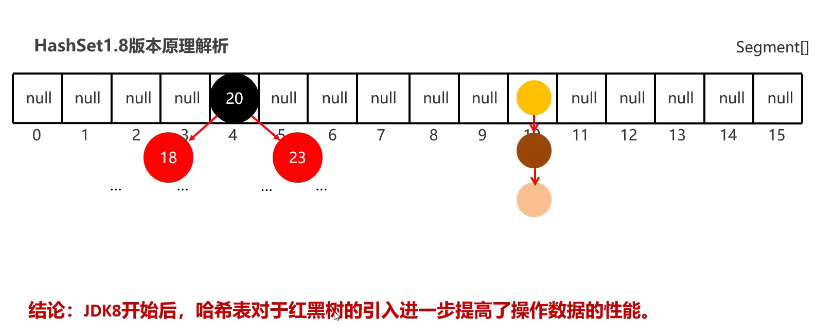 HashSet1.8版本原理解析
Segment[]
null null null null 20 null null null null null null null null null null
0 1 2 3 4 5 6 7 8 9 10 11 12 13 14 15
18 23
... ... ... ...
结论：JDK8开始后，哈希表对于红黑树的引入进一步提高了操作数据的性能。